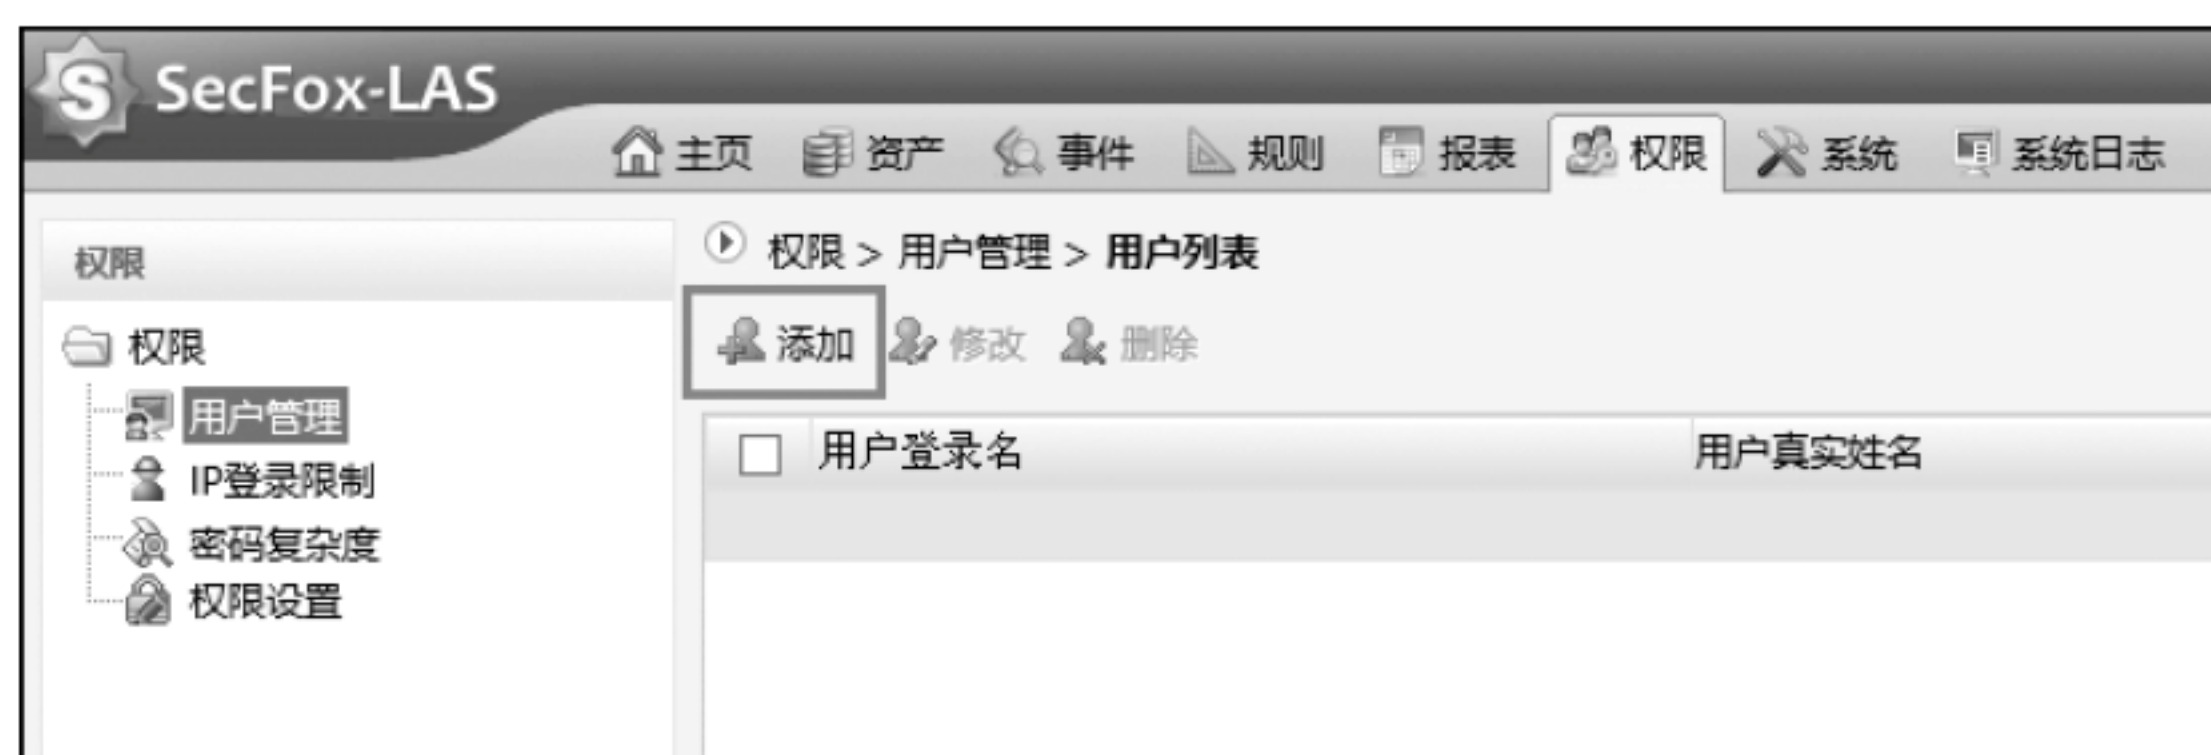 SecFox-LAS
主页 资产 事件 规则 报表 权限 系统 系统日志
权限
权限 > 用户管理 > 用户列表
添加 修改 删除
权限
用户管理
IP登录限制
密码复杂度
权限设置
用户登录名 用户真实姓名